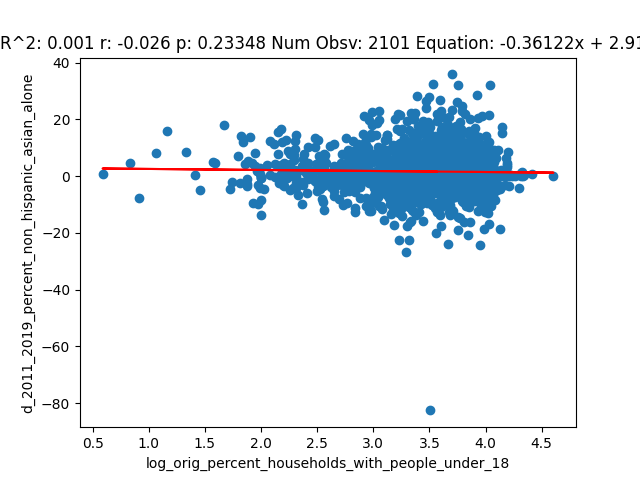 R^2: 0.001 r: -0.026 p: 0.23348 Num Obsv: 2101 Equation: -0.36122x + 2.91
d_2011_2019_percent_non_hispanic_asian_alone
40
20
0
−20
−40
−60
−80
0.5 1.0 1.5 2.0 2.5 3.0 3.5 4.0 4.5
log_orig_percent_households_with_people_under_18